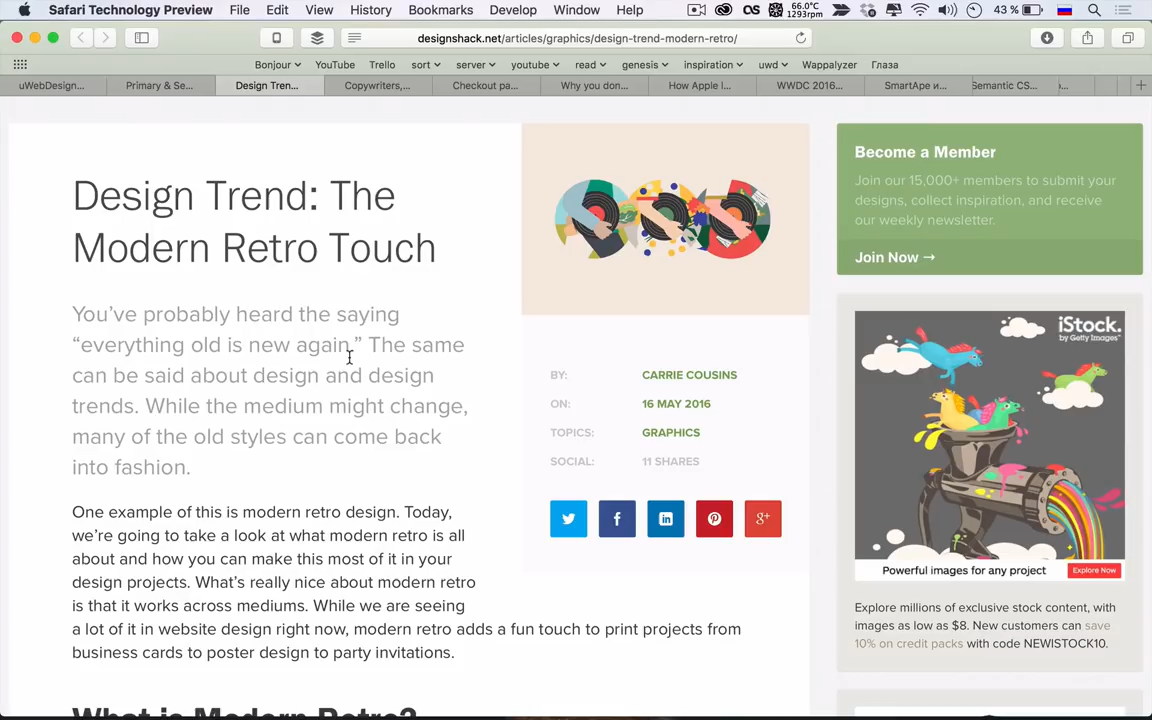 Safari Technology Preview File Edit View History Bookmarks Develop Window Help 66.0°C 1293rpm 43 %
designshack.net/articles/graphics/design-trend-modern-retro/
Bonjour YouTube Trello sort server youtube read genesis inspiration uwd Wappalyzer Глаза
uWebDesign... Primary & Se... Design Tren... Copywriters,... Checkout pa... Why you don... How Apple I... WWDC 2016... SmartApe и... Semantic CS...
Design Trend: The
Modern Retro Touch
You’ve probably heard the saying
“everything old is new again.” The same
can be said about design and design
trends. While the medium might change,
many of the old styles can come back
into fashion.
One example of this is modern retro design. Today,
we’re going to take a look at what modern retro is all
about and how you can make this most of it in your
design projects. What’s really nice about modern retro
is that it works across mediums. While we are seeing
a lot of it in website design right now, modern retro adds a fun touch to print projects from
business cards to poster design to party invitations.
What is Modern Retro?
BY: CARRIE COUSINS
ON: 16 MAY 2016
TOPICS: GRAPHICS
SOCIAL: 11 SHARES
Become a Member
Join our 15,000+ members to submit your
designs, collect inspiration, and receive
our weekly newsletter.
Join Now →
iStock.
by Getty Images™
Powerful images for any project Explore Now
Explore millions of exclusive stock content, with
images as low as $8. New customers can save
10% on credit packs with code NEWISTOCK10.